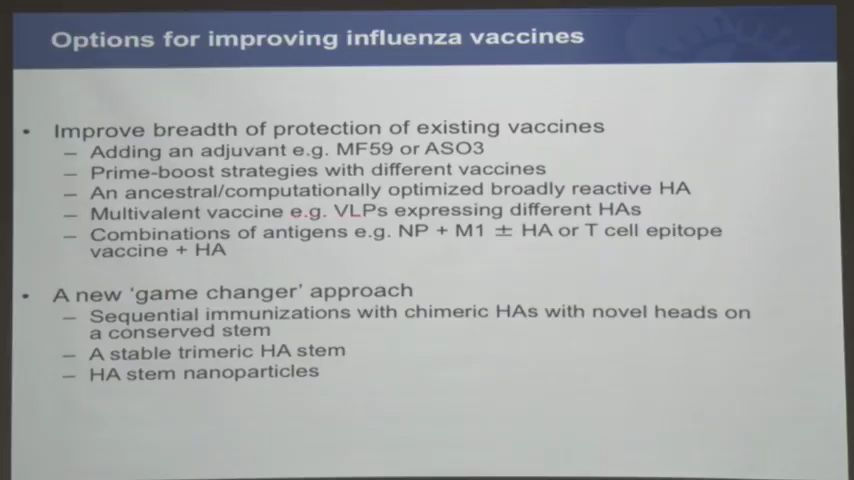 Options for improving influenza vaccines
• Improve breadth of protection of existing vaccines
– Adding an adjuvant e.g. MF59 or ASO3
– Prime-boost strategies with different vaccines
– An ancestral/computationally optimized broadly reactive HA
– Multivalent vaccine e.g. VLPs expressing different HAs
– Combinations of antigens e.g. NP + M1 ± HA or T cell epitope
vaccine + HA
• A new ‘game changer’ approach
– Sequential immunizations with chimeric HAs with novel heads on
a conserved stem
– A stable trimeric HA stem
– HA stem nanoparticles